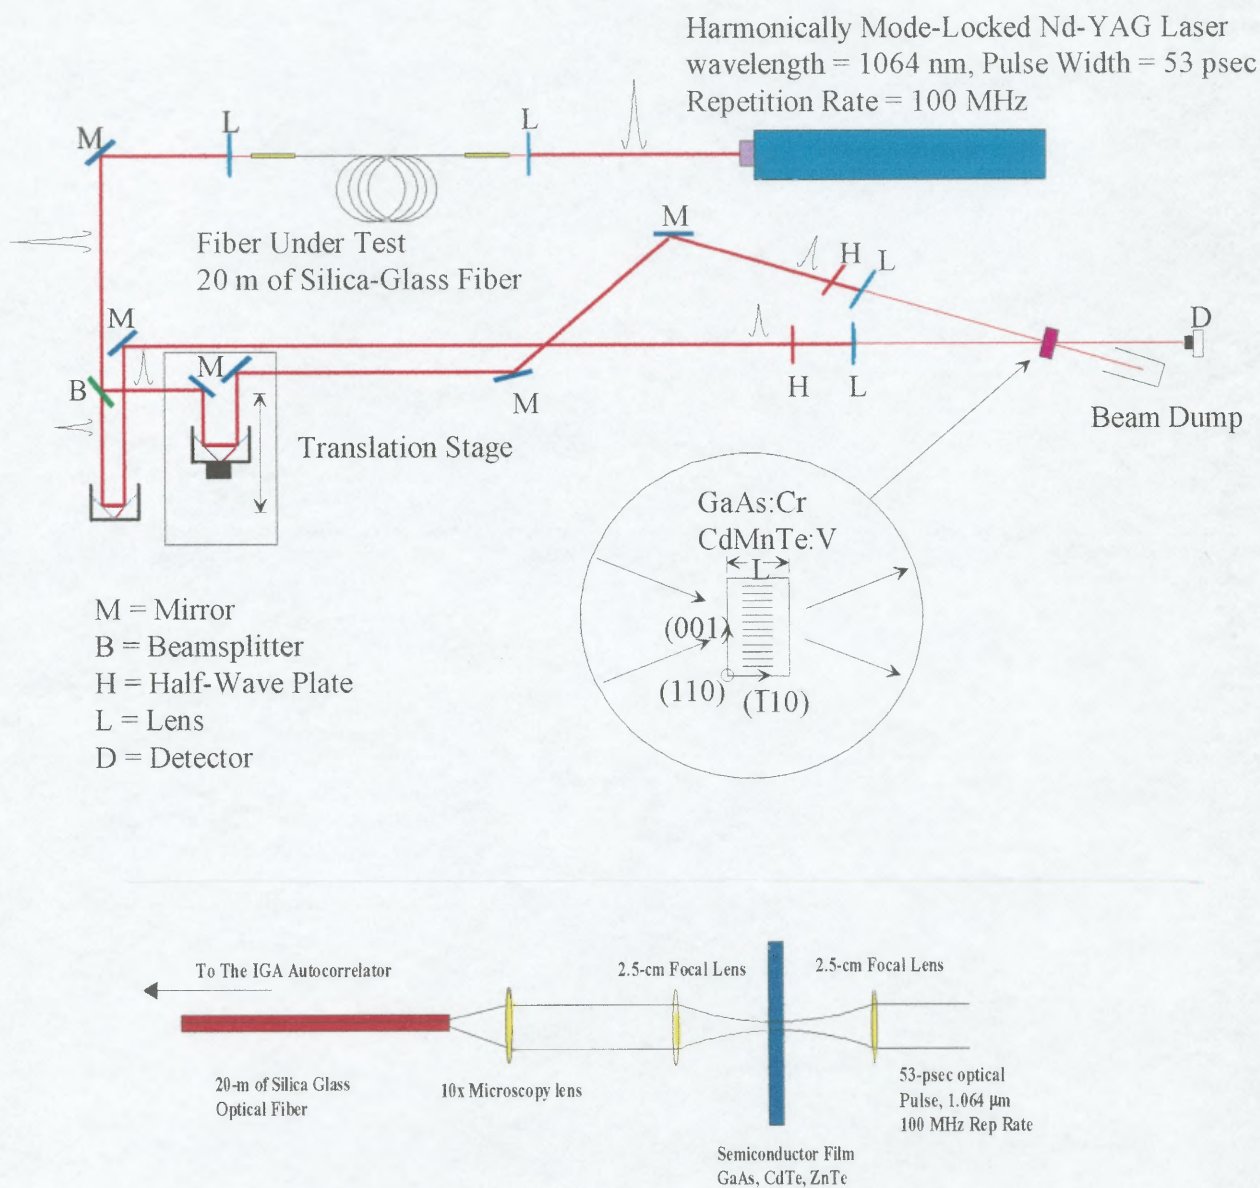 Harmonically Mode-Locked Nd-YAG Laser
wavelength = 1064 nm, Pulse Width = 53 psec
Repetition Rate = 100 MHz
M
L
L
Fiber Under Test
20 m of Silica-Glass Fiber
M
H
L
M
D
B
M
M
H
L
Beam Dump
Translation Stage
GaAs:Cr
CdMnTe:V
L
(001)
(110)
(1̅10)
M = Mirror
B = Beamsplitter
H = Half-Wave Plate
L = Lens
D = Detector
To The IGA Autocorrelator
2.5-cm Focal Lens
2.5-cm Focal Lens
20-m of Silica Glass
Optical Fiber
10x Microscopy lens
53-psec optical
Pulse, 1.064 μm
100 MHz Rep Rate
Semiconductor Film
GaAs, CdTe, ZnTe